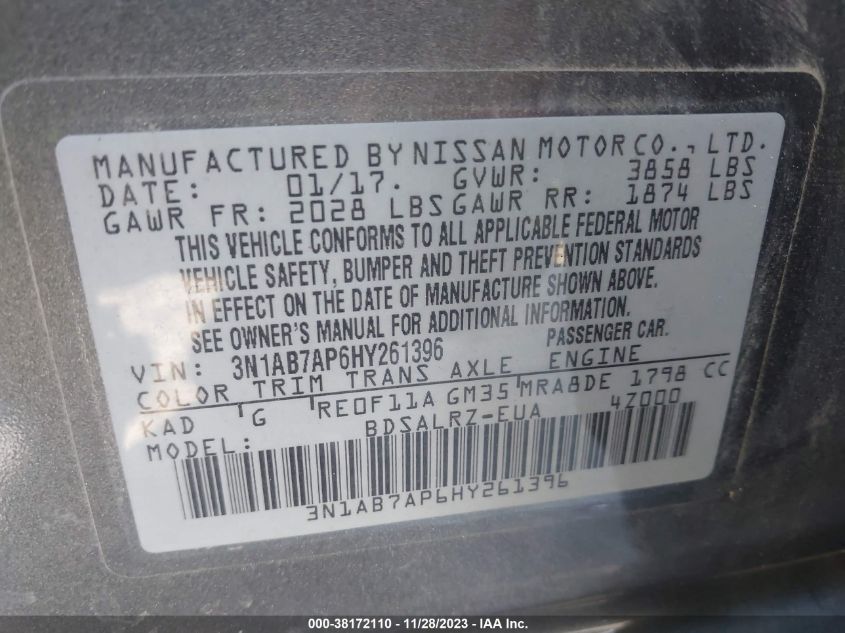 MANUFACTURED BY NISSAN MOTOR CO., LTD.
DATE: 01/17. GVWR: 3858 LBS
GAWR FR: 2028 LBS GAWR RR: 1874 LBS
THIS VEHICLE CONFORMS TO ALL APPLICABLE FEDERAL MOTOR
VEHICLE SAFETY, BUMPER AND THEFT PREVENTION STANDARDS
IN EFFECT ON THE DATE OF MANUFACTURE SHOWN ABOVE.
SEE OWNER'S MANUAL FOR ADDITIONAL INFORMATION.
VIN: 3N1AB7AP6HY261396 PASSENGER CAR.
COLOR TRIM TRANS AXLE ENGINE
KAD G RE0F11A GM35 MRA8DE 1798 CC
MODEL: BDSALRZ-EUA 4Z000
3N1AB7AP6HY261396
000-38172110 - 11/28/2023 - IAA Inc.